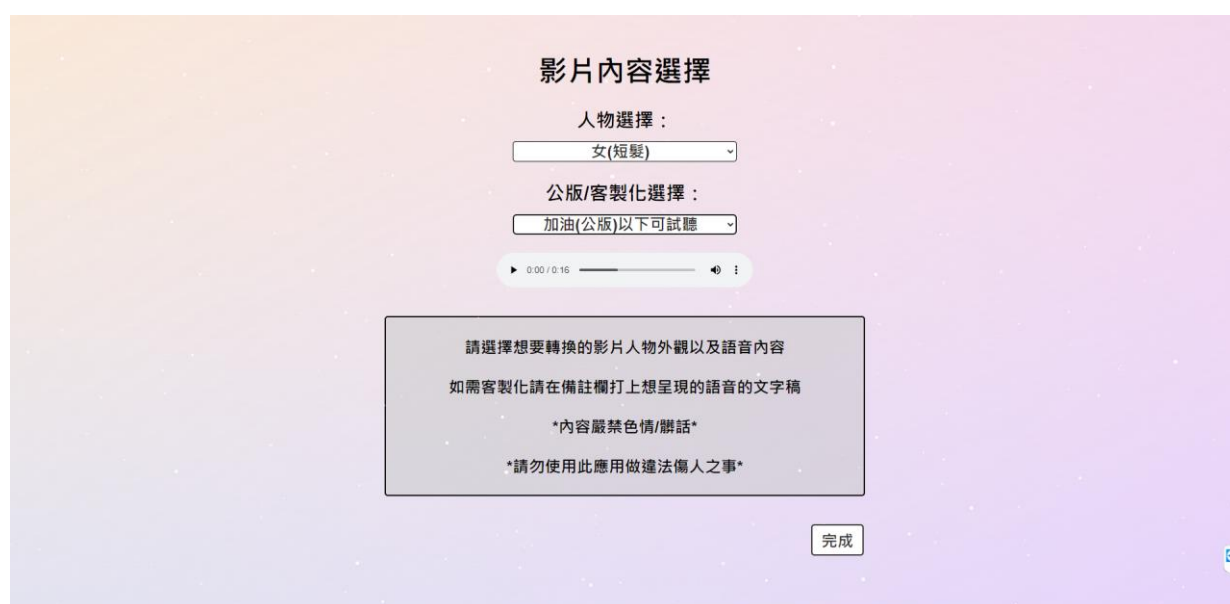 影片內容選擇
人物選擇：
女(短髮)
公版/客製化選擇：
加油(公版)以下可試聽
0:00 / 0:16
請選擇想要轉換的影片人物外觀以及語音內容
如需客製化請在備註欄打上想呈現的語音的文字稿
*內容嚴禁色情/髒話*
*請勿使用此應用做違法傷人之事*
完成